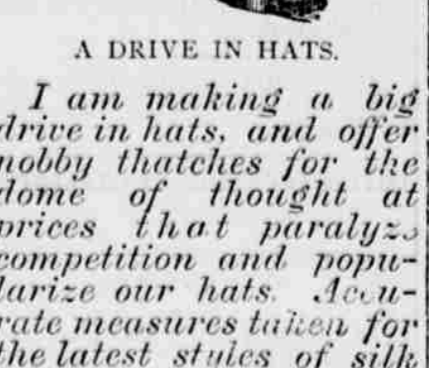 A DRIVE IN HATS.
I am making a big
drive in hats, and offer
nobby thatches for the
dome of thought at
prices that paralyze
competition and popu-
larize our hats. Accu-
rate measures taken for
the latest styles of silk